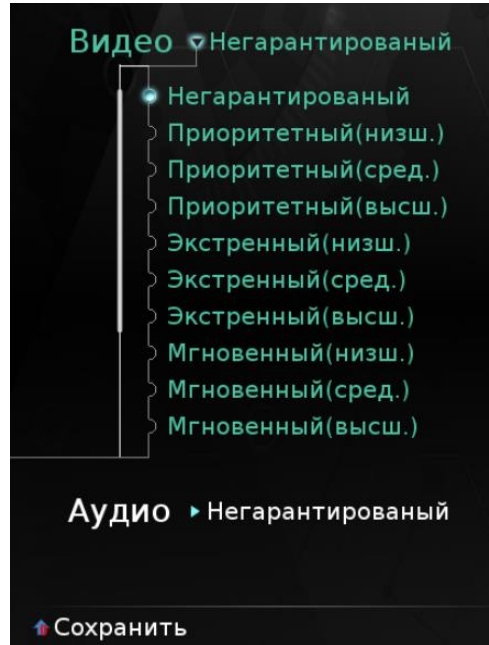 Видео Негарантированый
Негарантированый
Приоритетный(низш.)
Приоритетный(сред.)
Приоритетный(высш.)
Экстренный(низш.)
Экстренный(сред.)
Экстренный(высш.)
Мгновенный(низш.)
Мгновенный(сред.)
Мгновенный(высш.)
Аудио Негарантированый
Сохранить